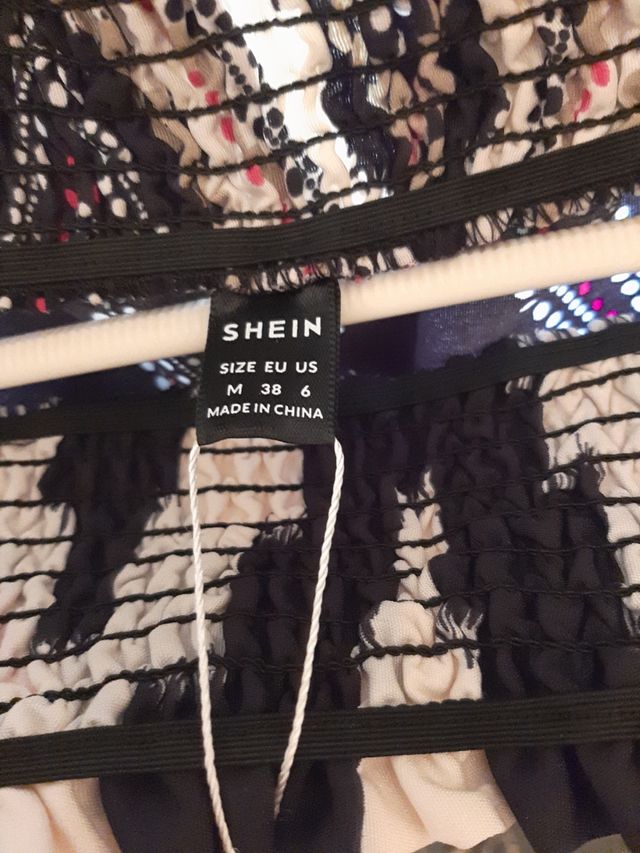 SHEIN
SIZE EU US
M 38 6
MADE IN CHINA